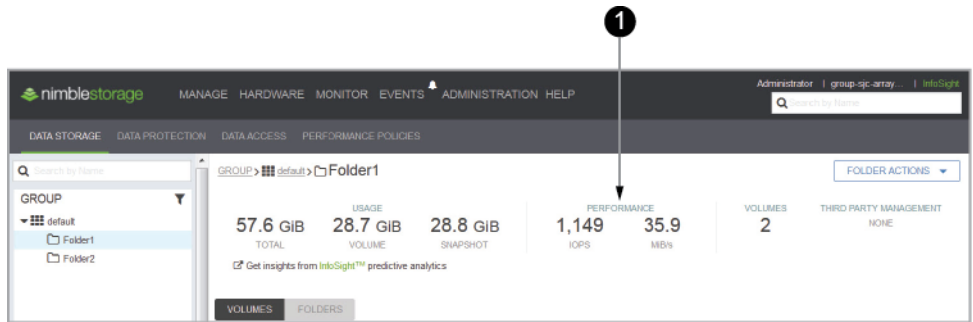 1
nimblestorage MANAGE HARDWARE MONITOR EVENTS ADMINISTRATION HELP
Administrator | group-sjc-array... | InfoSight
Search by Name
DATA STORAGE DATA PROTECTION DATA ACCESS PERFORMANCE POLICIES
Search by Name
GROUP
default
Folder1
Folder2
GROUP > default > Folder1
FOLDER ACTIONS
USAGE
57.6 GiB 28.7 GiB 28.8 GiB
TOTAL VOLUME SNAPSHOT
PERFORMANCE
1,149 35.9
IOPS MiB/s
VOLUMES
2
THIRD PARTY MANAGEMENT
NONE
Get insights from InfoSight™ predictive analytics
VOLUMES FOLDERS